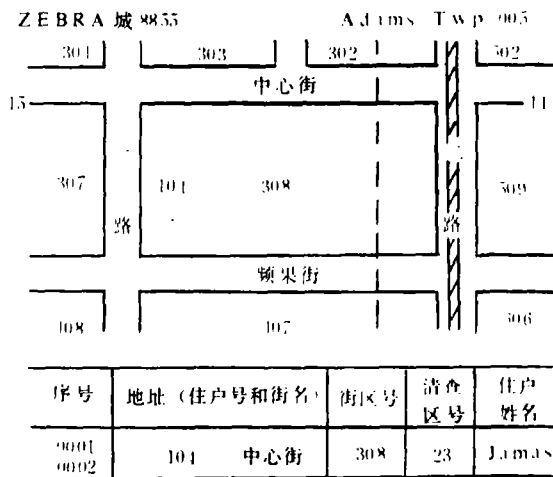 ZEBRA 城 8855 Adams Twp 005
301 303 302 502
中心街
15 11
307 101 308 509
路 路
频果街
108 107 506
序号 地址（住户号和街名） 街区号 清查区号 住户姓名
0001 101 中心街 308 23 Jamas
0002